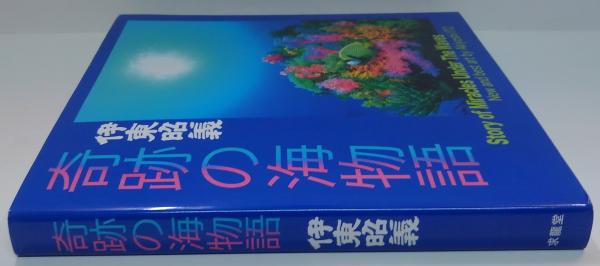 伊東昭義
奇跡の海物語
Story of Miracles Under The Waves
奇跡の海物語 伊東昭義 求龍堂